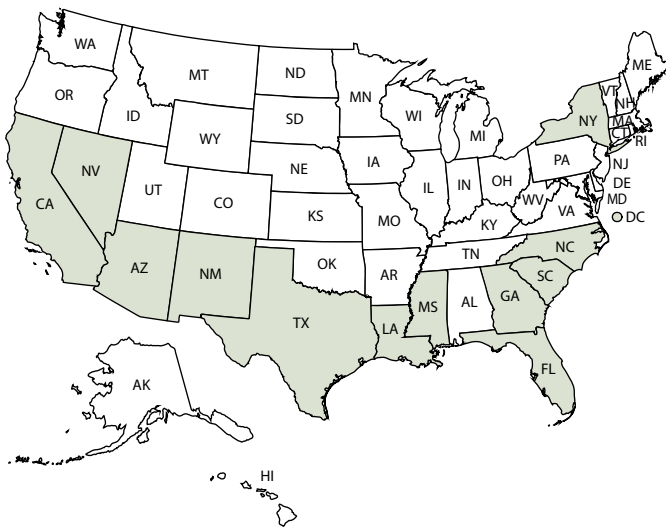 WA
MT
ND
MN
ME
VT
NH
OR
ID
SD
WI
MI
NY
MA
CT
RI
WY
IA
PA
NJ
NV
NE
IL
IN
OH
DE
MD
CA
UT
CO
KS
MO
WV
VA
DC
KY
AZ
NM
OK
AR
TN
NC
SC
TX
LA
MS
AL
GA
FL
AK
HI